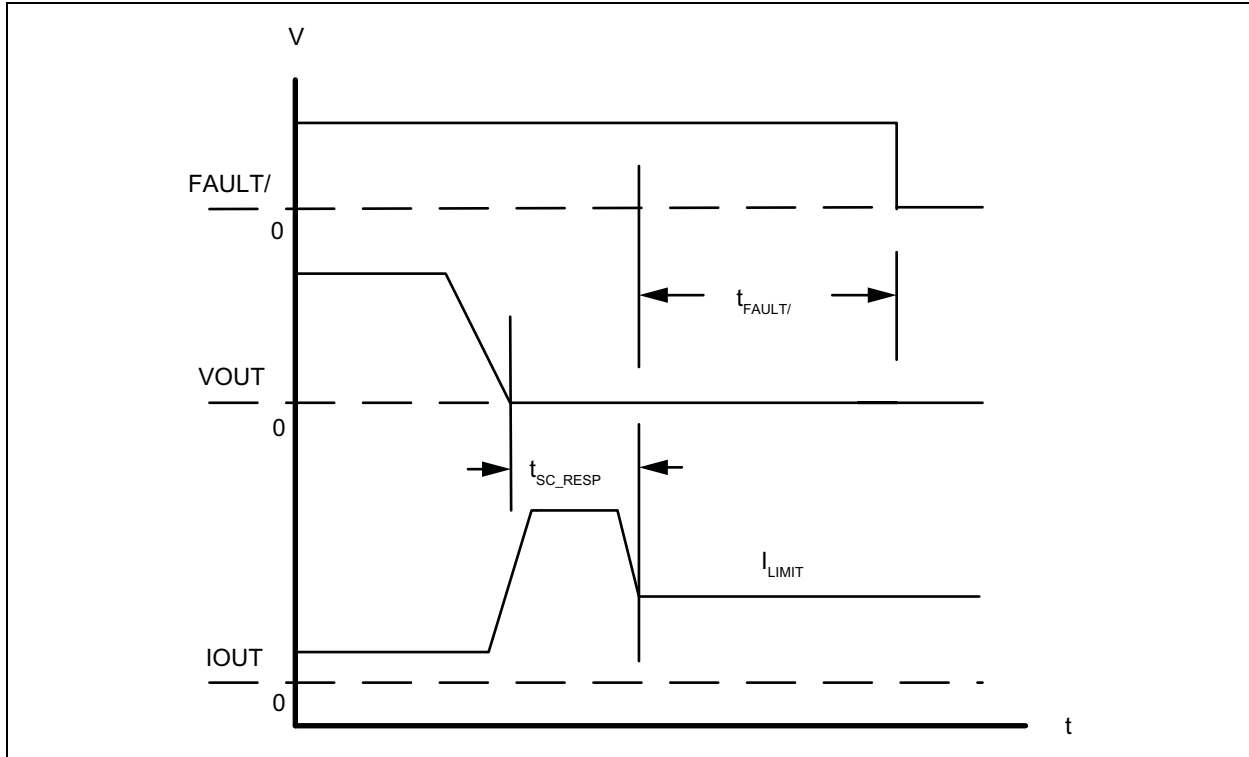 V
FAULT/
0
t_FAULT/
VOUT
0
t_SC_RESP
I_LIMIT
IOUT
0
t